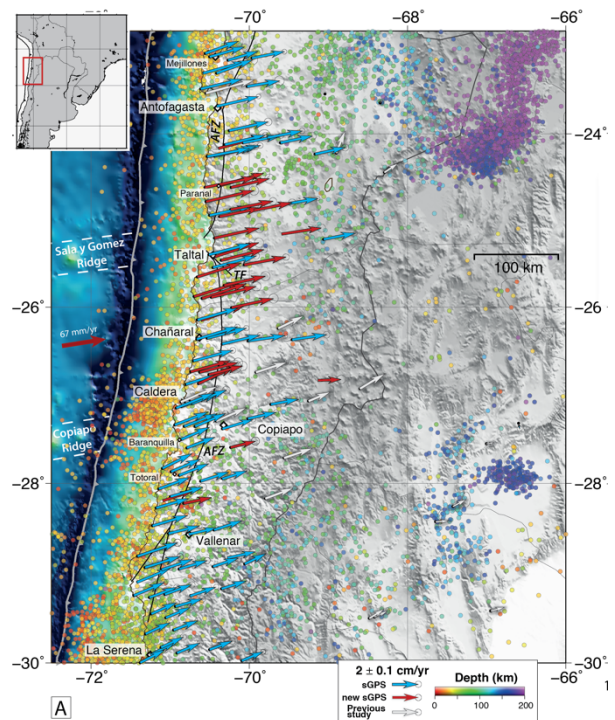 −70
−68
−66
Mejillones
Antofagasta
AFZ
−24
Paranal
Sala y Gomez
Ridge
Taltal
TF
100 km
−26
67 mm/yr
Chañaral
Caldera
Copiapo
Ridge
Copiapo
Baranquilla
AFZ
−28
Totoral
Vallenar
La Serena
−30
−30
2 ± 0.1 cm/yr
sGPS
new sGPS
Previous
study
Depth (km)
0 50 100 150 200
A
−72
−70
−68
−66